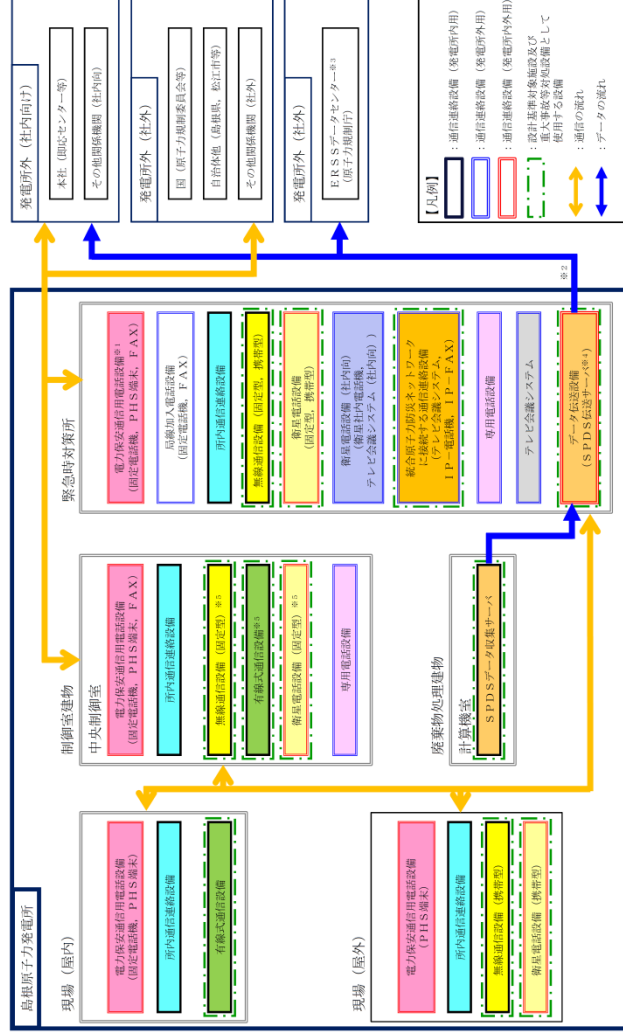 島根原子力発電所
現場（屋内）
電力保安通信用電話設備
(固定電話機、PHS端末)
所内通信連絡設備
有線式通信設備
現場（屋外）
電力保安通信用電話設備
(PHS端末)
所内通信連絡設備
無線通信設備（携帯型）
衛星電話設備（携帯型）
制御室建物
中央制御室
電力保安通信用電話設備
(固定電話機、PHS端末、FAX)
所内通信連絡設備
無線通信設備（固定型）※5
有線式通信設備※5
衛星電話設備（固定型）※5
専用電話設備
廃棄物処理建物
計算機室
SPDSデータ収集サーバ
緊急時対策所
電力保安通信用電話設備※1
(固定電話機、PHS端末、FAX)
局線加入電話設備
(固定電話機、FAX)
所内通信連絡設備
無線通信設備（固定型、携帯型）
衛星電話設備
(固定型、携帯型)
衛星電話設備（社内向）
(衛星社内電話機、
テレビ会議システム（社内向）)
統合原子力防災ネットワーク
に接続する通信連絡設備
(テレビ会議システム、
IP－電話機、IP－FAX)
専用電話設備
テレビ会議システム
データ伝送設備
(SPDS伝送サーバ※4)
※2
発電所外（社内向け）
本社（即応センター等）
その他関係機関（社内向）
発電所外（社外）
国（原子力規制委員会等）
自治体他（島根県、松江市等）
その他関係機関（社外）
発電所外（社外）
ERSSデータセンター※3
(原子力規制庁)
【凡例】
：通信連絡設備（発電所内用）
：通信連絡設備（発電所外用）
：通信連絡設備（発電所内外用）
：設計基準対象施設及び
重大事故等対処設備として
使用する設備
：通信の流れ
：データの流れ